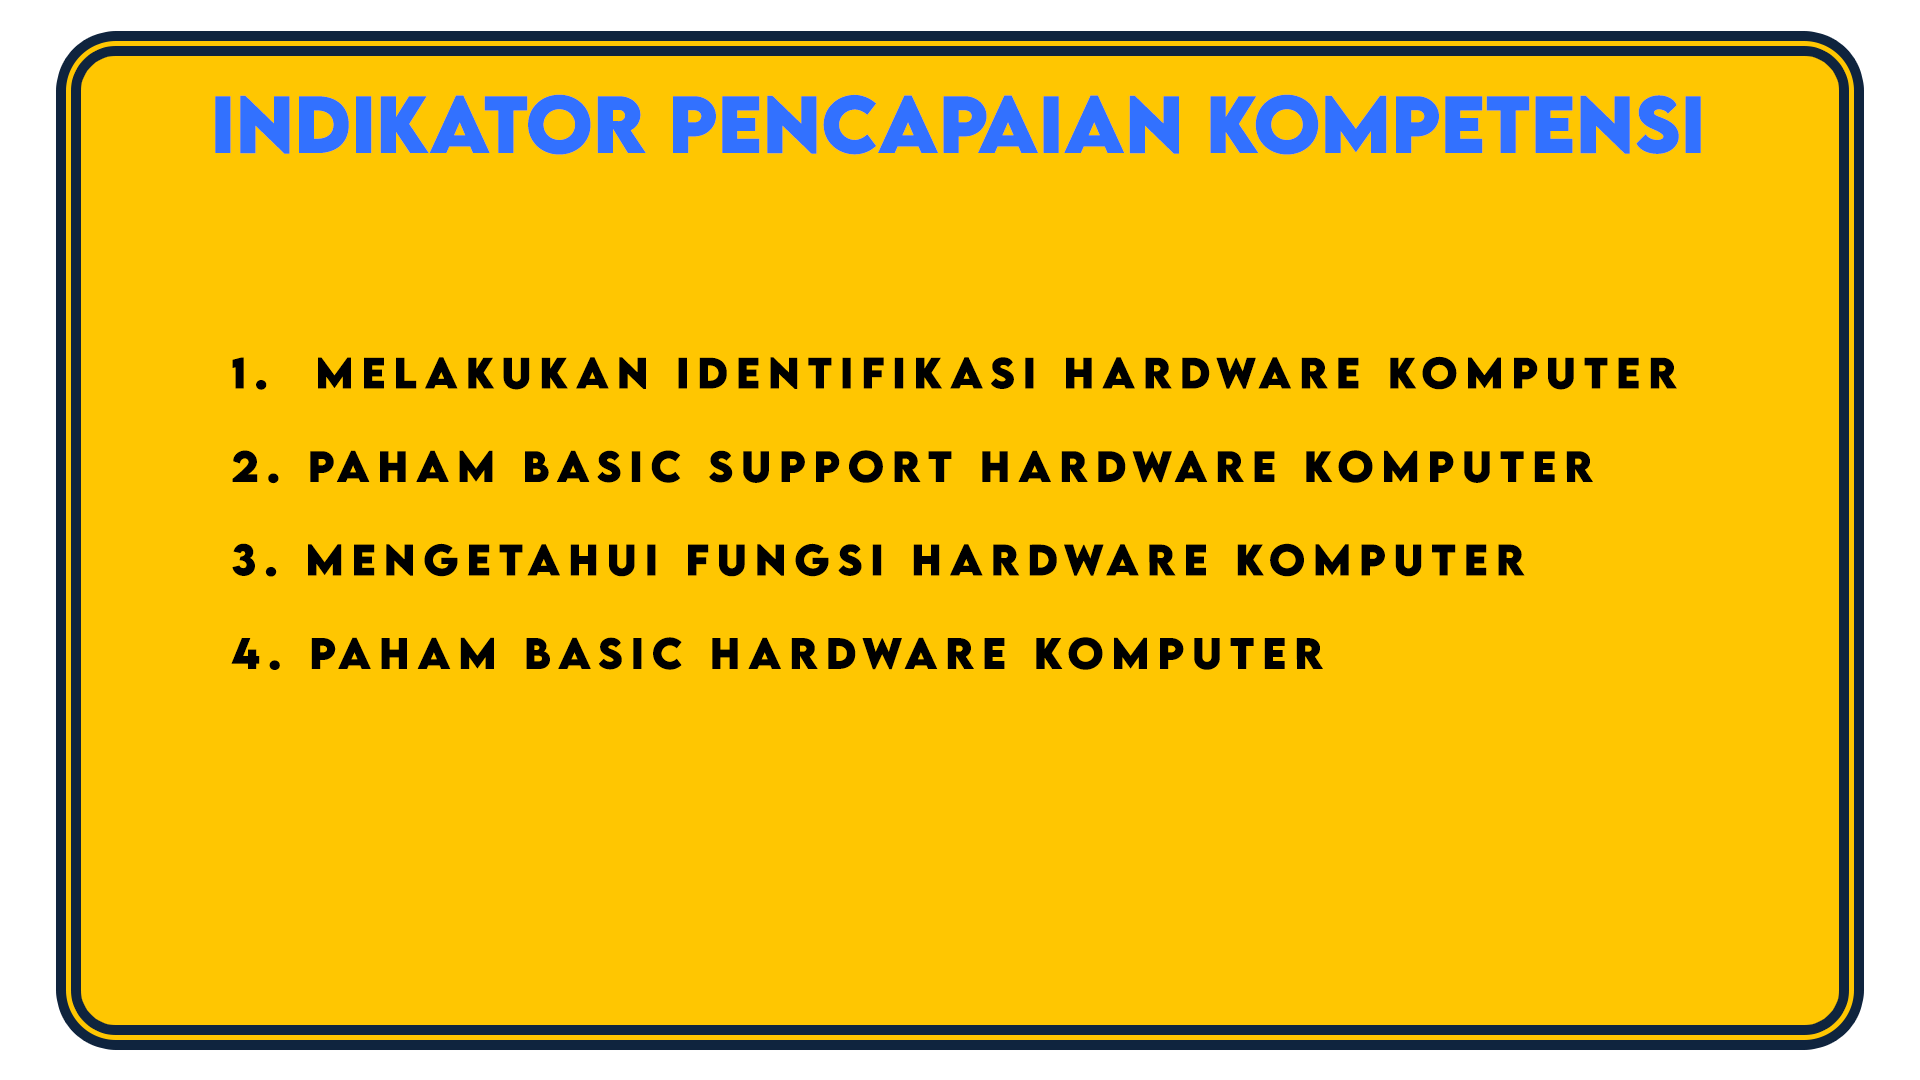 INDIKATOR PENCAPAIAN KOMPETENSI
1. MELAKUKAN IDENTIFIKASI HARDWARE KOMPUTER
2. PAHAM BASIC SUPPORT HARDWARE KOMPUTER
3. MENGETAHUI FUNGSI HARDWARE KOMPUTER
4. PAHAM BASIC HARDWARE KOMPUTER